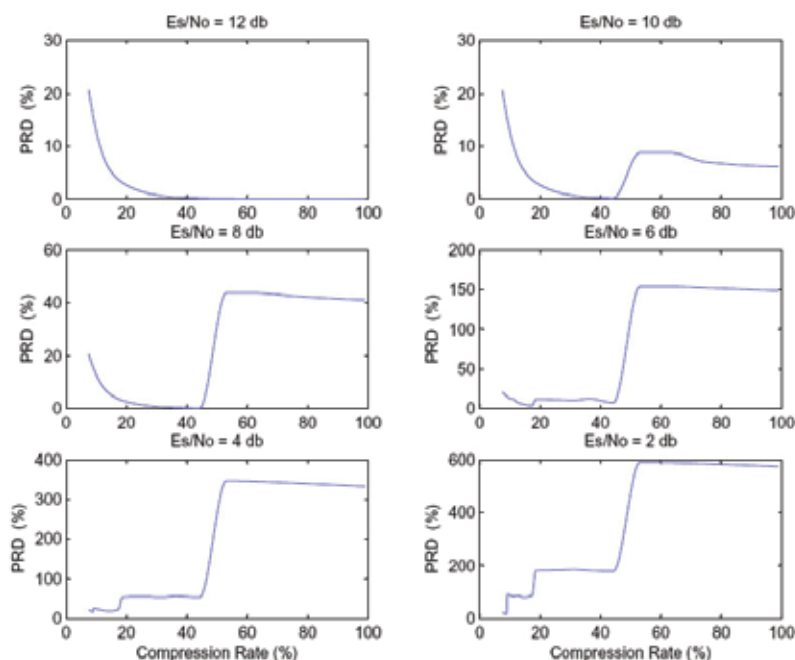 Es/No = 12 db
30
20
10
0
PRD (%)
0 20 40 60 80 100
Es/No = 10 db
30
20
10
0
PRD (%)
0 20 40 60 80 100
Es/No = 8 db
60
40
20
0
PRD (%)
0 20 40 60 80 100
Es/No = 6 db
200
150
100
50
0
PRD (%)
0 20 40 60 80 100
Es/No = 4 db
400
300
200
100
0
PRD (%)
0 20 40 60 80 100
Compression Rate (%)
Es/No = 2 db
600
400
200
0
PRD (%)
0 20 40 60 80 100
Compression Rate (%)